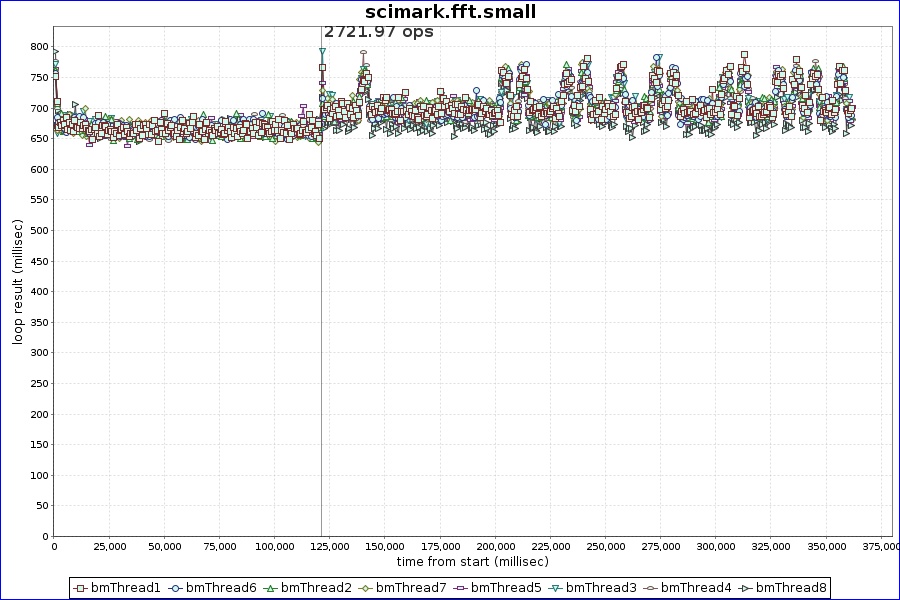 scimark.fft.small
2721.97 ops
800
750
700
650
600
550
500
450
400
350
300
250
200
150
100
50
0
loop result (millisec)
0 25,000 50,000 75,000 100,000 125,000 150,000 175,000 200,000 225,000 250,000 275,000 300,000 325,000 350,000 375,000
time from start (millisec)
bmThread1 bmThread6 bmThread2 bmThread7 bmThread5 bmThread3 bmThread4 bmThread8